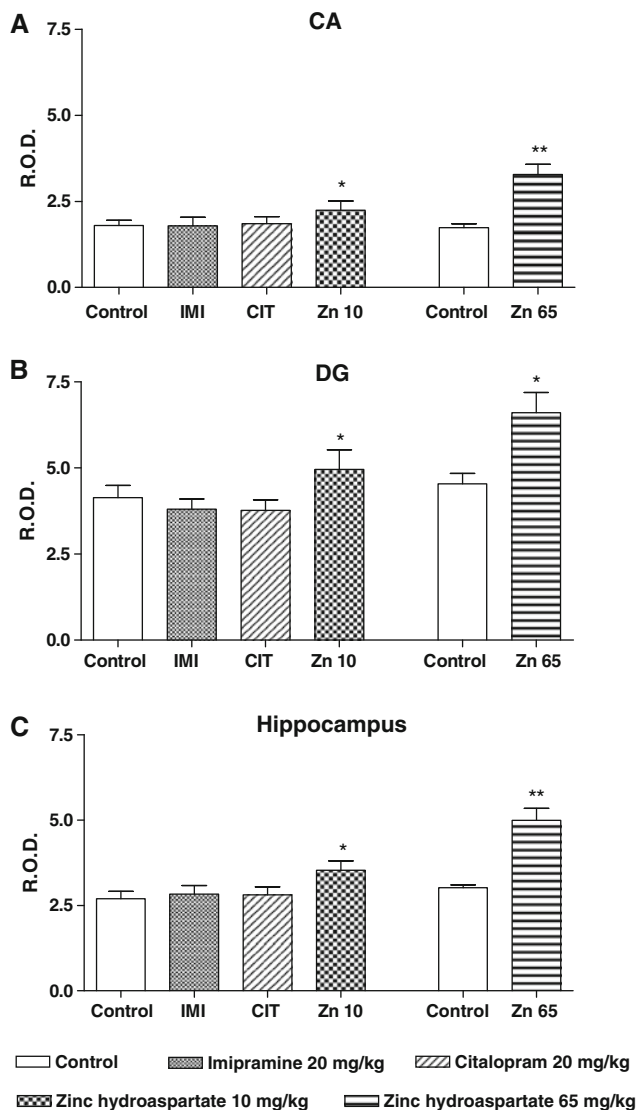 A CA
7.5
5.0
2.5
0.0
R.O.D.
*
**
Control IMI CIT Zn 10 Control Zn 65
B DG
7.5
5.0
2.5
0.0
R.O.D.
*
*
Control IMI CIT Zn 10 Control Zn 65
C Hippocampus
7.5
5.0
2.5
0.0
R.O.D.
*
**
Control IMI CIT Zn 10 Control Zn 65
Control Imipramine 20 mg/kg Citalopram 20 mg/kg
Zinc hydroaspartate 10 mg/kg Zinc hydroaspartate 65 mg/kg